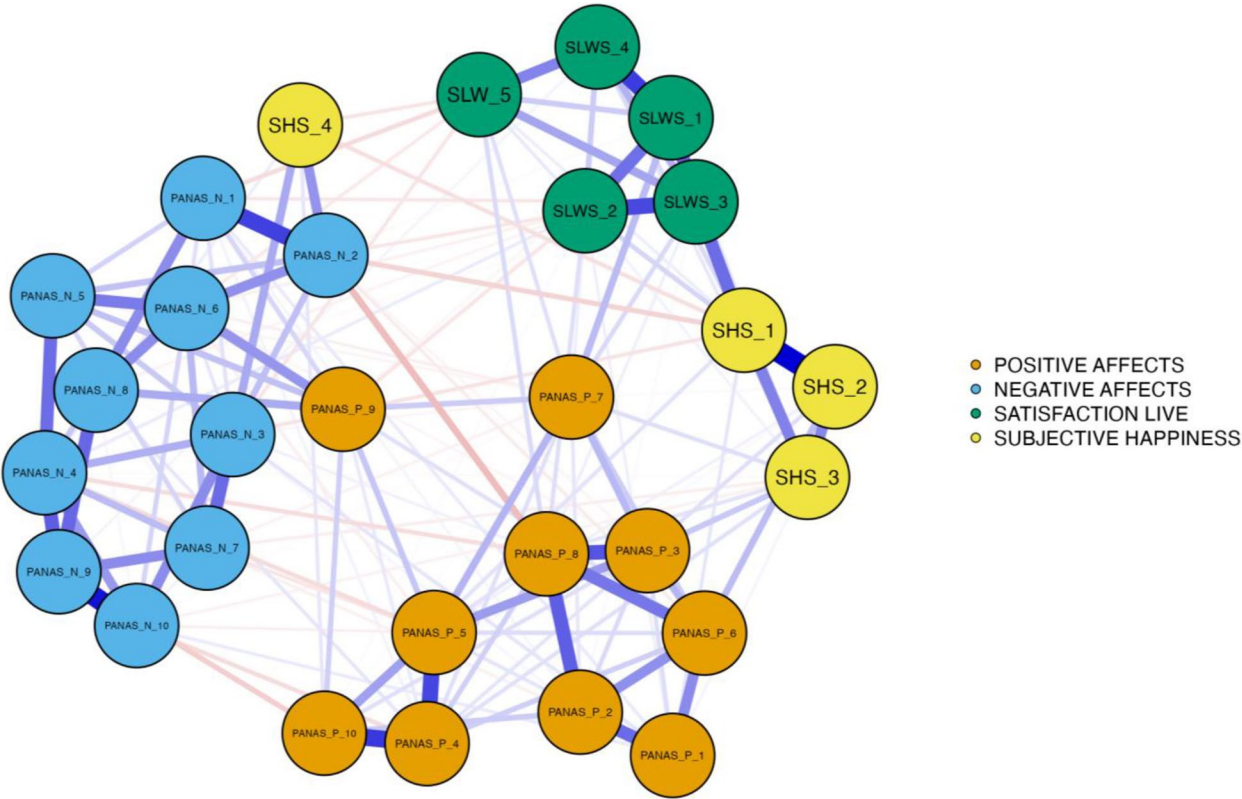 SLWS_4
SLW_5
SLWS_1
SHS_4
PANAS_N_1
SLWS_3
SLWS_2
PANAS_N_2
PANAS_N_5
PANAS_N_6
SHS_1
SHS_2
PANAS_N_8
PANAS_P_7
PANAS_P_9
PANAS_N_3
PANAS_N_4
SHS_3
PANAS_N_7
PANAS_P_8
PANAS_P_3
PANAS_N_9
PANAS_N_10
PANAS_P_5
PANAS_P_6
PANAS_P_2
PANAS_P_10
PANAS_P_4
PANAS_P_1
POSITIVE AFFECTS
NEGATIVE AFFECTS
SATISFACTION LIVE
SUBJECTIVE HAPPINESS